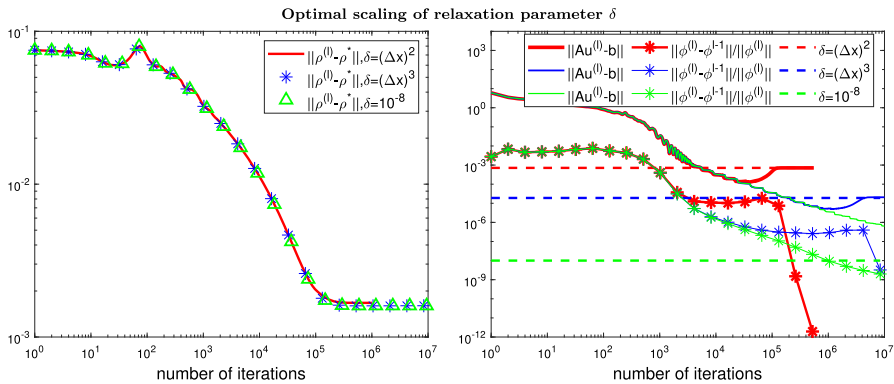 Optimal scaling of relaxation parameter δ
10^-1
10^-2
10^-3
||ρ^(l)-ρ^*||,δ=(Δx)^2
||ρ^(l)-ρ^*||,δ=(Δx)^3
||ρ^(l)-ρ^*||,δ=10^-8
10^0 10^1 10^2 10^3 10^4 10^5 10^6 10^7
number of iterations
10^3
10^0
10^-3
10^-6
10^-9
10^-12
||Au^(l)-b|| ||ϕ^(l)-ϕ^l-1||/||ϕ^(l)|| δ=(Δx)^2
||Au^(l)-b|| ||ϕ^(l)-ϕ^l-1||/||ϕ^(l)|| δ=(Δx)^3
||Au^(l)-b|| ||ϕ^(l)-ϕ^l-1||/||ϕ^(l)|| δ=10^-8
10^0 10^1 10^2 10^3 10^4 10^5 10^6 10^7
number of iterations